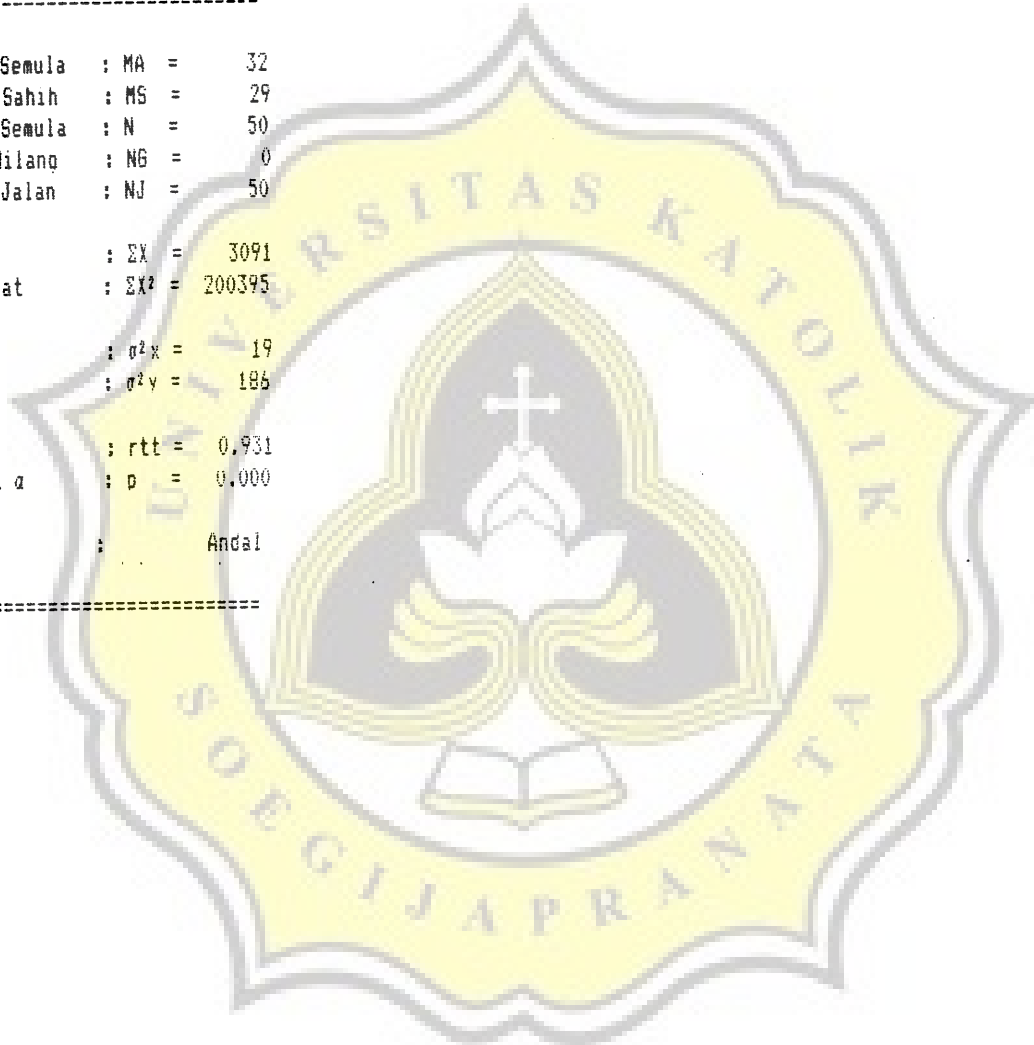 Semula : MA = 32
Sahih : MS = 29
Semula : N = 50
Hilang : NG = 0
Jalan : NJ = 50
: ΣX = 3091
at : ΣX² = 200395
: σ²x = 19
: σ²y = 186
: rtt = 0.931
α : p = 0.000
: Andal
UNIVERSITAS KATOLIK
SOEGIJAPRANATA